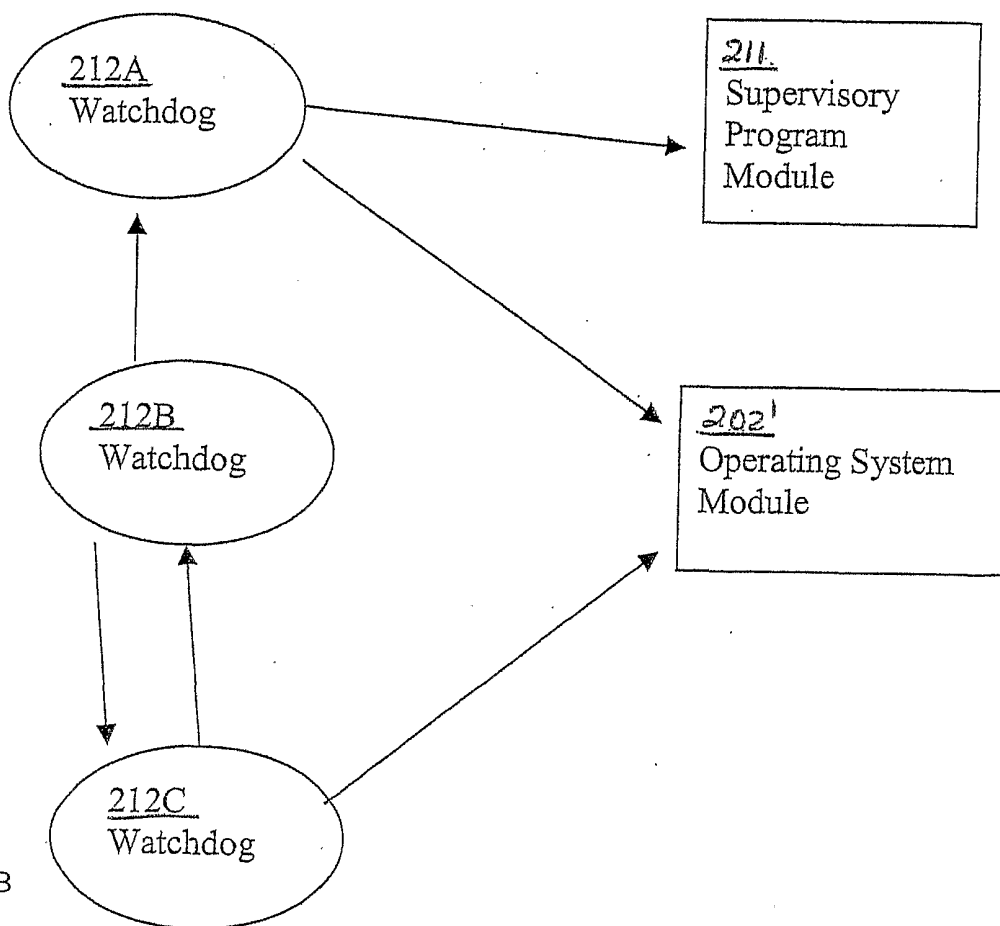 212A
Watchdog
211.
Supervisory
Program
Module
212B
Watchdog
202'
Operating System
Module
212C
Watchdog
B